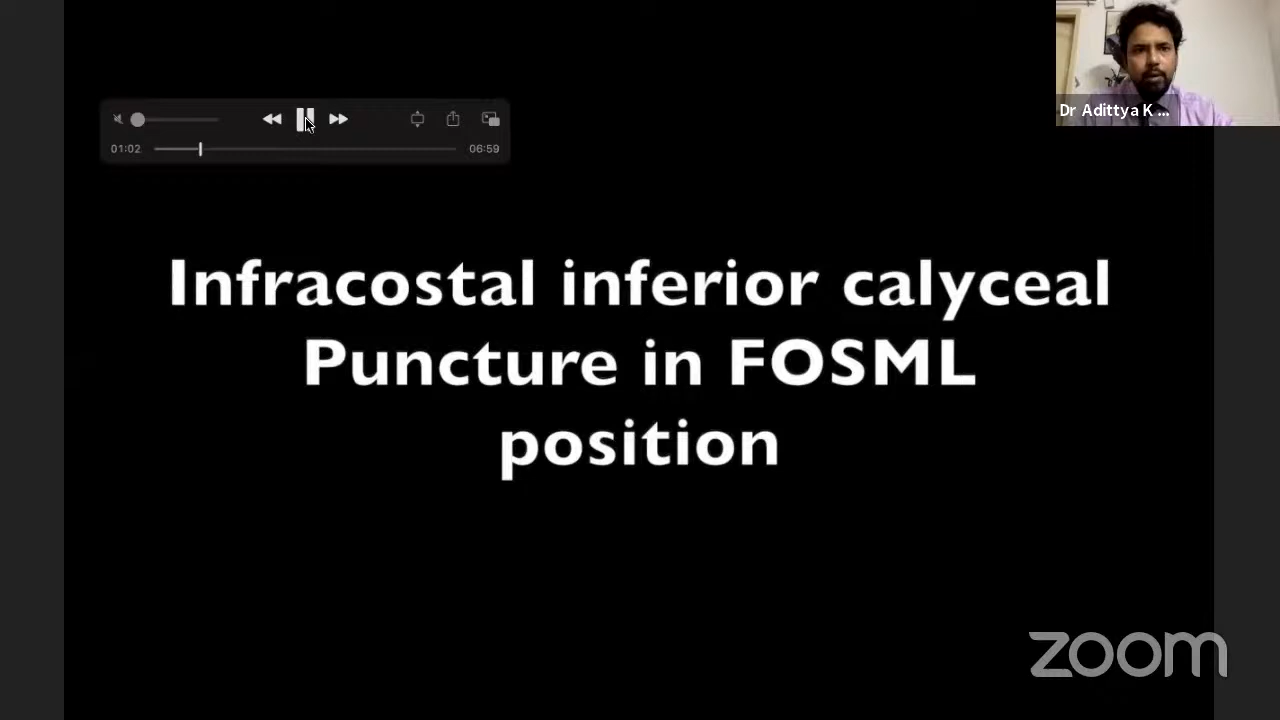 Dr Adittya K ...
01:02
06:59
Infracostal inferior calyceal
Puncture in FOSML
position
zoom